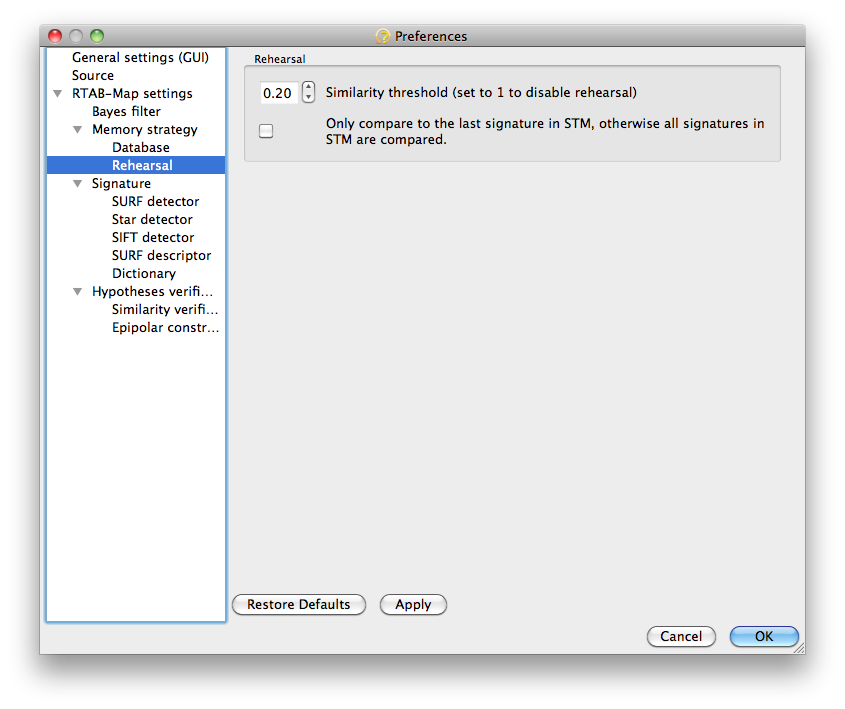 Preferences
General settings (GUI)
Source
RTAB-Map settings
Bayes filter
Memory strategy
Database
Rehearsal
Signature
SURF detector
Star detector
SIFT detector
SURF descriptor
Dictionary
Hypotheses verifi...
Similarity verifi...
Epipolar constr...
Rehearsal
0.20 Similarity threshold (set to 1 to disable rehearsal)
Only compare to the last signature in STM, otherwise all signatures in
STM are compared.
Restore Defaults Apply
Cancel OK